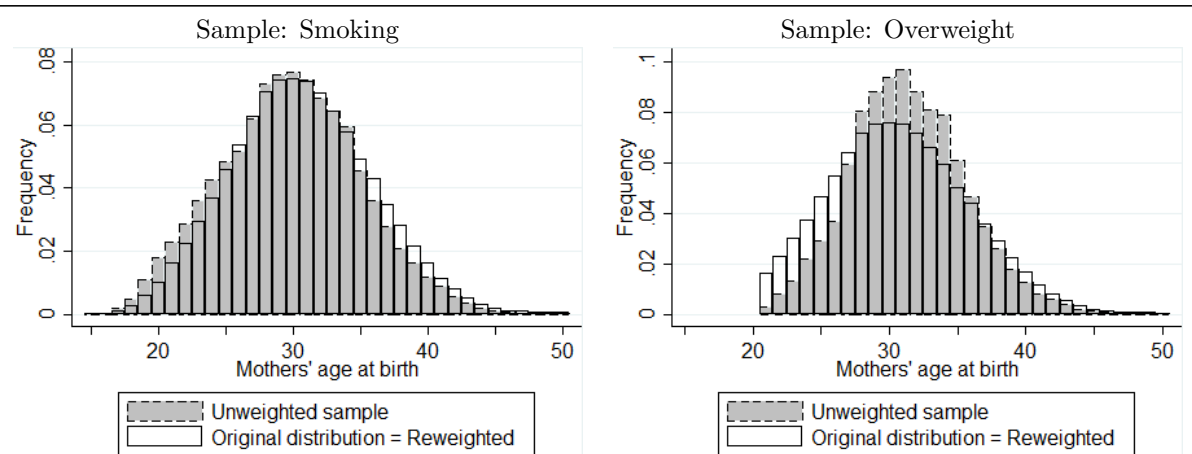 Sample: Smoking
.08
.06
.04
.02
0
Frequency
20 30 40 50
Mothers' age at birth
Unweighted sample
Original distribution = Reweighted
Sample: Overweight
.1
.08
.06
.04
.02
0
Frequency
20 30 40 50
Mothers' age at birth
Unweighted sample
Original distribution = Reweighted